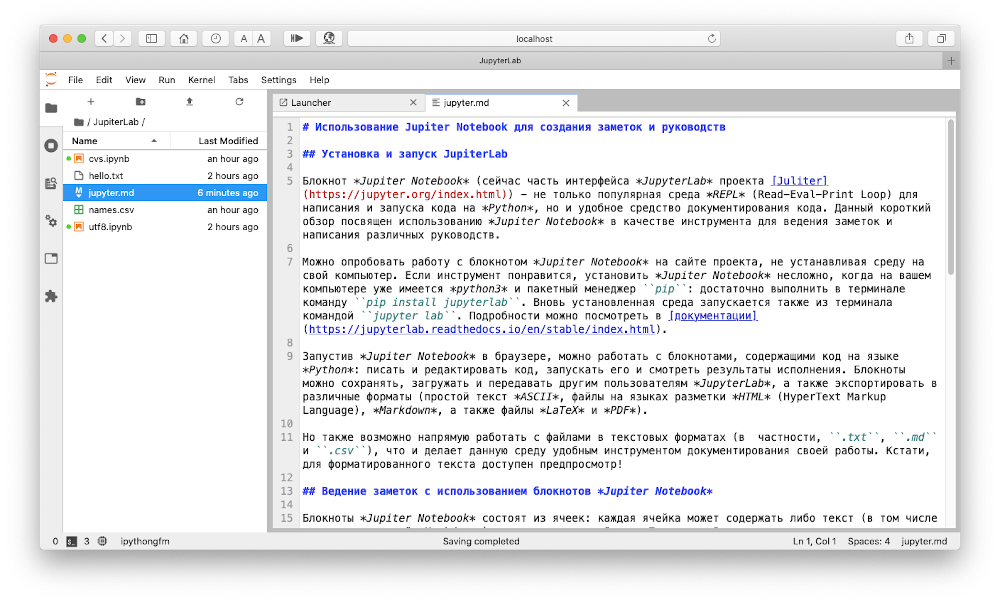 localhost
JupyterLab
File Edit View Run Kernel Tabs Settings Help
/ JupiterLab /
Name Last Modified
cvs.ipynb an hour ago
hello.txt 2 hours ago
jupyter.md 6 minutes ago
names.csv an hour ago
utf8.ipynb 2 hours ago
Launcher
jupyter.md
1 # Использование Jupiter Notebook для создания заметок и руководств
2
3 ## Установка и запуск JupiterLab
4
5 Блокнот *Jupiter Notebook* (сейчас часть интерфейса *JupyterLab* проекта [Juliter]
(https://jupyter.org/index.html)) – не только популярная среда *REPL* (Read-Eval-Print Loop) для
написания и запуска кода на *Python*, но и удобное средство документирования кода. Данный короткий
обзор посвящен использованию *Jupiter Notebook* в качестве инструмента для ведения заметок и
написания различных руководств.
6
7 Можно опробовать работу с блокнотом *Jupiter Notebook* на сайте проекта, не устанавливая среду на
свой компьютер. Если инструмент понравится, установить *Jupiter Notebook* несложно, когда на вашем
компьютере уже имеется *python3* и пакетный менеджер ``pip``: достаточно выполнить в терминале
команду ``pip install jupyterlab``. Вновь установленная среда запускается также из терминала
командой ``jupyter lab``. Подробности можно посмотреть в [документации]
(https://jupyterlab.readthedocs.io/en/stable/index.html).
8
9 Запустив *Jupiter Notebook* в браузере, можно работать с блокнотами, содержащими код на языке
*Python*: писать и редактировать код, запускать его и смотреть результаты исполнения. Блокноты
можно сохранять, загружать и передавать другим пользователям *JupyterLab*, а также экспортировать в
различные форматы (простой текст *ASCII*, файлы на языках разметки *HTML* (HyperText Markup
Language), *Markdown*, а также файлы *LaTeX* и *PDF*).
10
11 Но также возможно напрямую работать с файлами в текстовых форматах (в  частности, ``.txt``, ``.md``
и ``.csv``), что и делает данную среду удобным инструментом документирования своей работы. Кстати,
для форматированного текста доступен предпросмотр!
12
13 ## Ведение заметок с использованием блокнотов *Jupiter Notebook*
14
15 Блокноты *Jupiter Notebook* состоят из ячеек: каждая ячейка может содержать либо текст (в том числе
0 3 ipythongfm Saving completed Ln 1, Col 1 Spaces: 4 jupyter.md